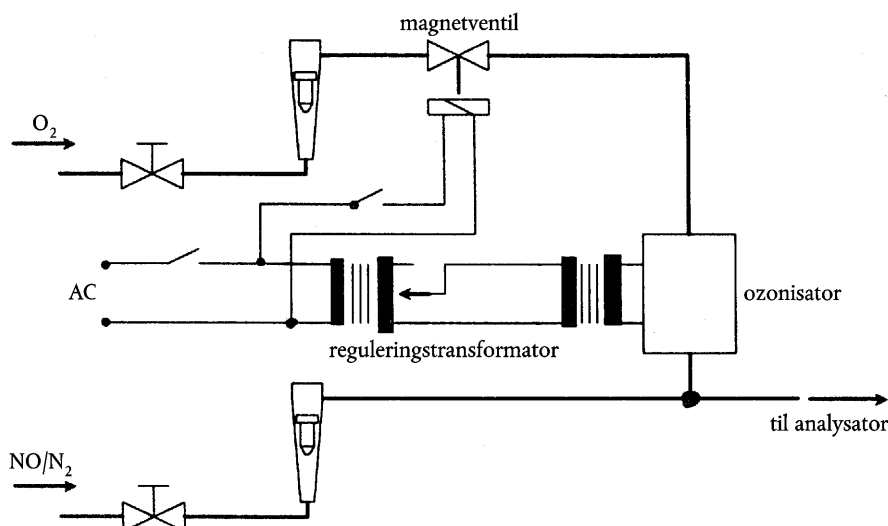 magnetventil
O₂
AC
ozonisator
reguleringstransformator
til analysator
NO/N₂